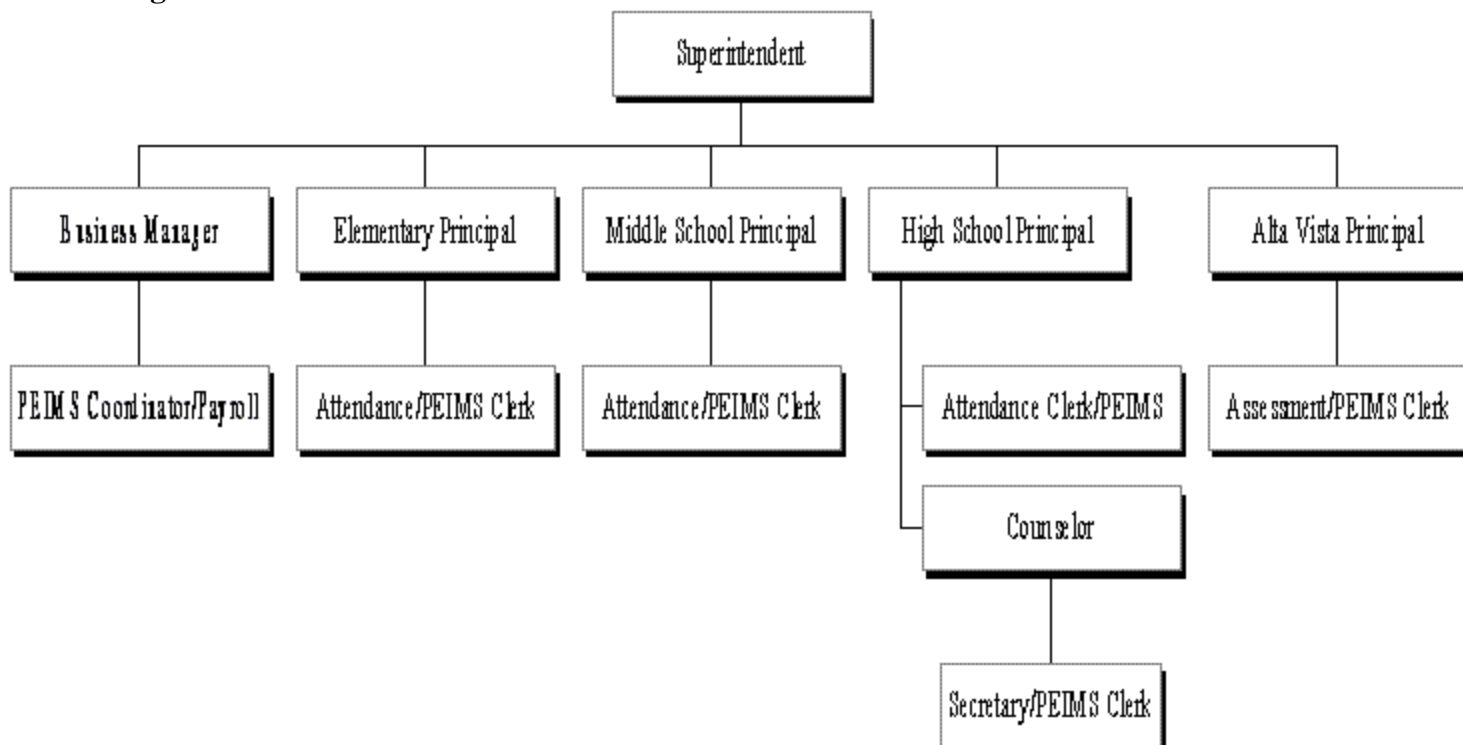 Superintendent
Business Manager
Elementary Principal
Middle School Principal
High School Principal
Alta Vista Principal
PEIMS Coordinator/Payroll
Attendance/PEIMS Clerk
Attendance/PEIMS Clerk
Attendance Clerk/PEIMS
Assessment/PEIMS Clerk
Counselor
Secretary/PEIMS Clerk